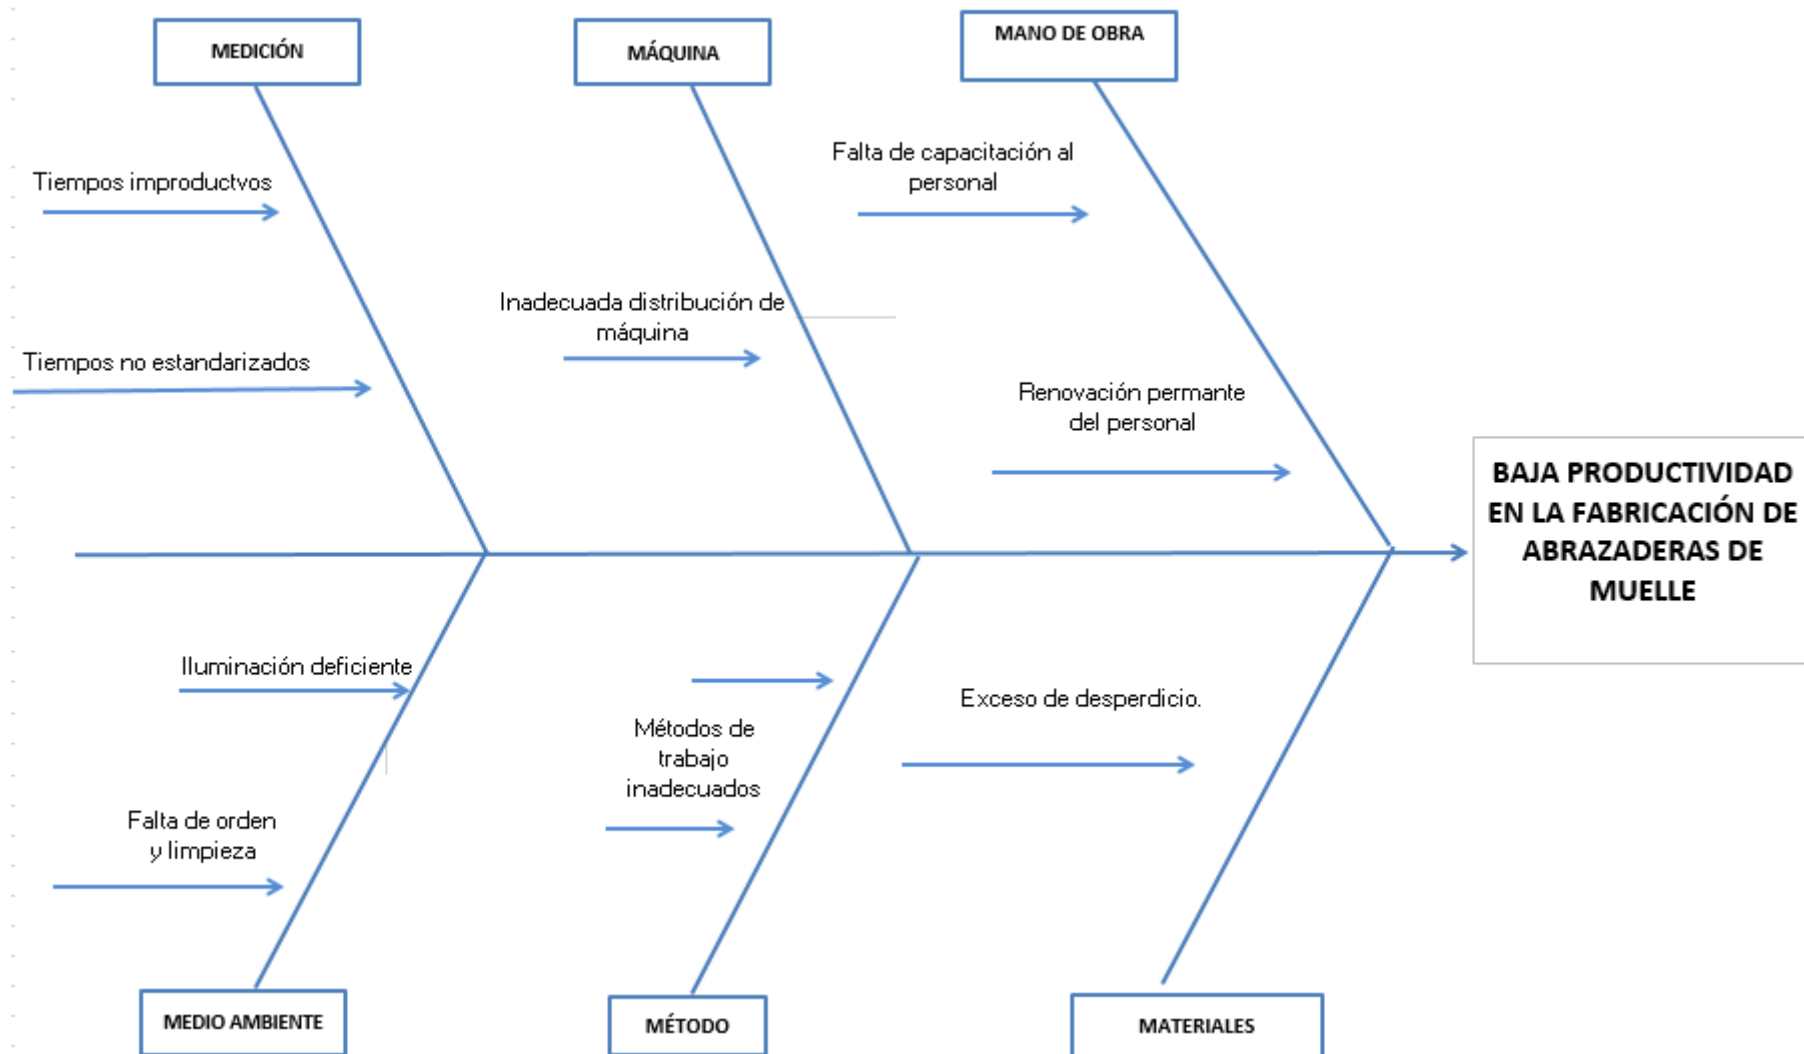 MEDICIÓN
MÁQUINA
MANO DE OBRA
Falta de capacitación al
personal
Tiempos improductvos
Inadecuada distribución de
máquina
Tiempos no estandarizados
Renovación permante
del personal
BAJA PRODUCTIVIDAD
EN LA FABRICACIÓN DE
ABRAZADERAS DE
MUELLE
Iluminación deficiente
Métodos de
trabajo
inadecuados
Exceso de desperdicio.
Falta de orden
y limpieza
MEDIO AMBIENTE
MÉTODO
MATERIALES